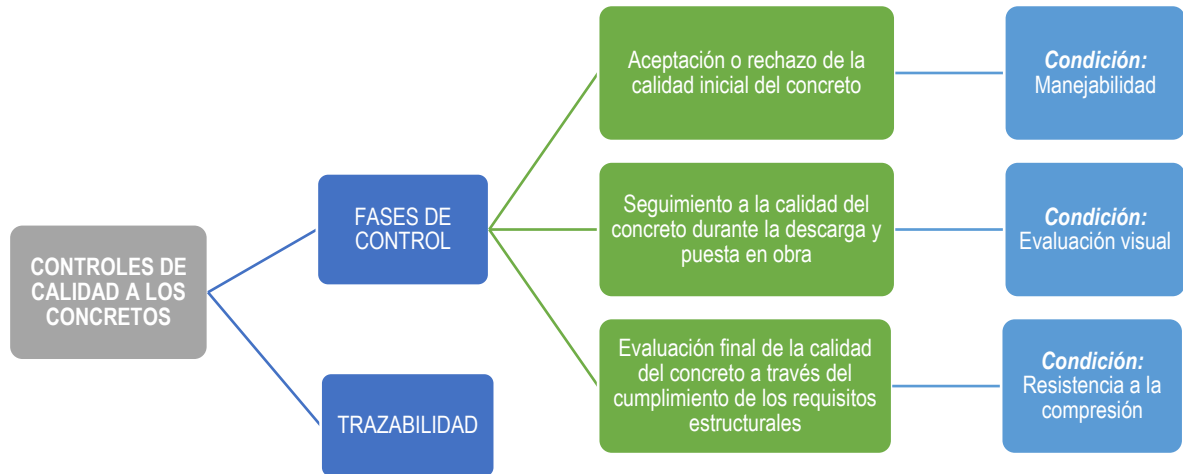 CONTROLES DE
CALIDAD A LOS
CONCRETOS
FASES DE
CONTROL
TRAZABILIDAD
Aceptación o rechazo de la
calidad inicial del concreto
Condición:
Manejabilidad
Seguimiento a la calidad del
concreto durante la descarga y
puesta en obra
Condición:
Evaluación visual
Evaluación final de la calidad
del concreto a través del
cumplimiento de los requisitos
estructurales
Condición:
Resistencia a la
compresión